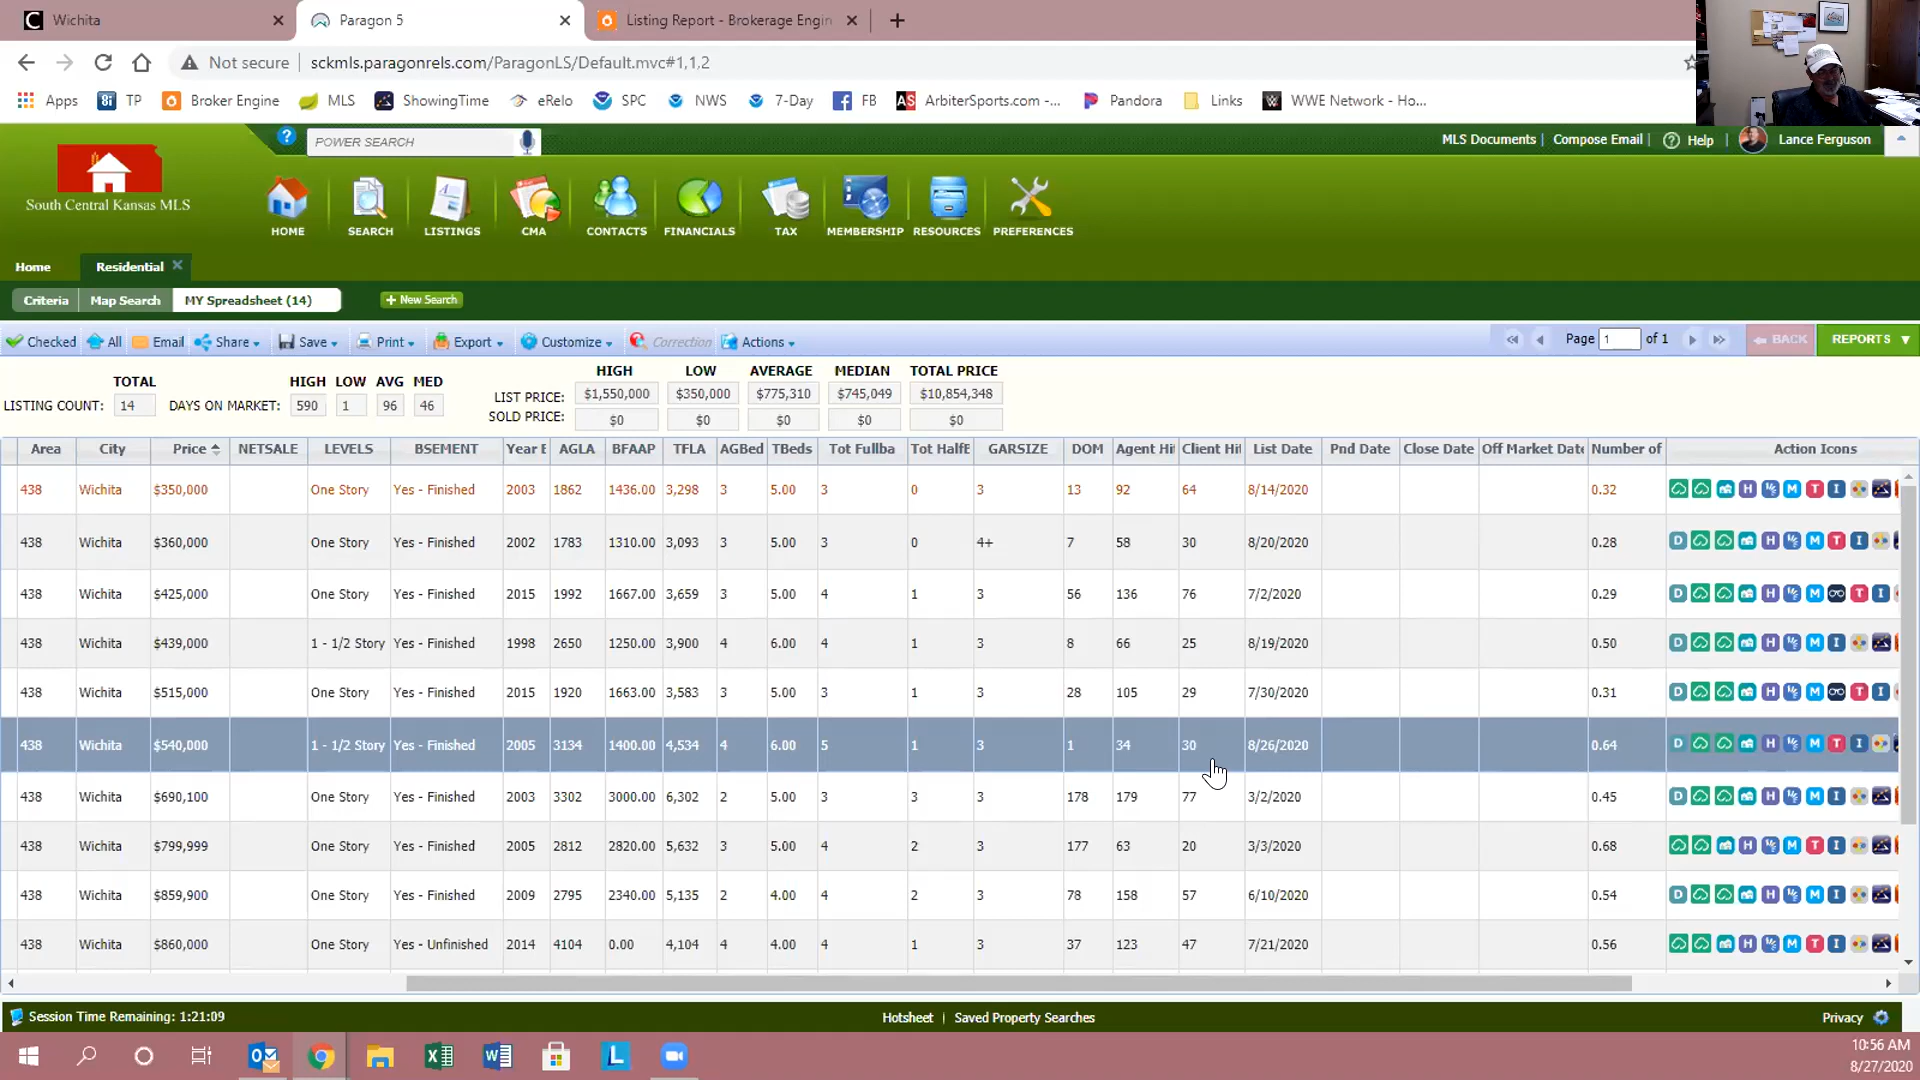 Wichita
Paragon 5
Listing Report - Brokerage Engin
Not secure
sckmls.paragonrels.com/ParagonLS/Default.mvc#1,1,2
Apps
TP
Broker Engine
MLS
ShowingTime
eRelo
SPC
NWS
7-Day
FB
ArbiterSports.com -...
Pandora
Links
WWE Network - Ho...
POWER SEARCH
MLS Documents | Compose Email | Help | Lance Ferguson
South Central Kansas MLS
HOME SEARCH LISTINGS CMA CONTACTS FINANCIALS TAX MEMBERSHIP RESOURCES PREFERENCES
Home Residential
Criteria Map Search MY Spreadsheet (14) + New Search
Checked All Email Share Save Print Export Customize Correction Actions Page 1 of 1 BACK REPORTS
TOTAL HIGH LOW AVG MED HIGH LOW AVERAGE MEDIAN TOTAL PRICE
LISTING COUNT: 14 DAYS ON MARKET: 590 1 96 46
LIST PRICE: $1,550,000 $350,000 $775,310 $745,049 $10,854,348
SOLD PRICE: $0 $0 $0 $0 $0
Area City Price NETSALE LEVELS BSEMENT Year B AGLA BFAAP TFLA AGBed TBeds Tot Fullba Tot HalfB GARSIZE DOM Agent Hit Client Hit List Date Pnd Date Close Date Off Market Date Number of Action Icons
438 Wichita $350,000 One Story Yes - Finished 2003 1862 1436.00 3,298 3 5.00 3 0 3 13 92 64 8/14/2020 0.32
438 Wichita $360,000 One Story Yes - Finished 2002 1783 1310.00 3,093 3 5.00 3 0 4+ 7 58 30 8/20/2020 0.28
438 Wichita $425,000 One Story Yes - Finished 2015 1992 1667.00 3,659 3 5.00 4 1 3 56 136 76 7/2/2020 0.29
438 Wichita $439,000 1 - 1/2 Story Yes - Finished 1998 2650 1250.00 3,900 4 6.00 4 1 3 8 66 25 8/19/2020 0.50
438 Wichita $515,000 One Story Yes - Finished 2015 1920 1663.00 3,583 3 5.00 3 1 3 28 105 29 7/30/2020 0.31
438 Wichita $540,000 1 - 1/2 Story Yes - Finished 2005 3134 1400.00 4,534 4 6.00 5 1 3 1 34 30 8/26/2020 0.64
438 Wichita $690,100 One Story Yes - Finished 2003 3302 3000.00 6,302 2 5.00 3 3 3 178 179 77 3/2/2020 0.45
438 Wichita $799,999 One Story Yes - Finished 2005 2812 2820.00 5,632 3 5.00 4 2 3 177 63 20 3/3/2020 0.68
438 Wichita $859,900 One Story Yes - Finished 2009 2795 2340.00 5,135 2 4.00 4 2 3 78 158 57 6/10/2020 0.54
438 Wichita $860,000 One Story Yes - Unfinished 2014 4104 0.00 4,104 4 4.00 4 1 3 37 123 47 7/21/2020 0.56
Session Time Remaining: 1:21:09 Hotsheet | Saved Property Searches Privacy
10:56 AM
8/27/2020